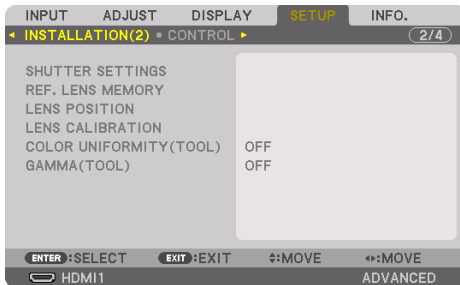 INPUT ADJUST DISPLAY SETUP INFO.
INSTALLATION(2) CONTROL 2/4
SHUTTER SETTINGS
REF. LENS MEMORY
LENS POSITION
LENS CALIBRATION
COLOR UNIFORMITY(TOOL) OFF
GAMMA(TOOL) OFF
ENTER:SELECT EXIT:EXIT :MOVE :MOVE
HDMI1 ADVANCED